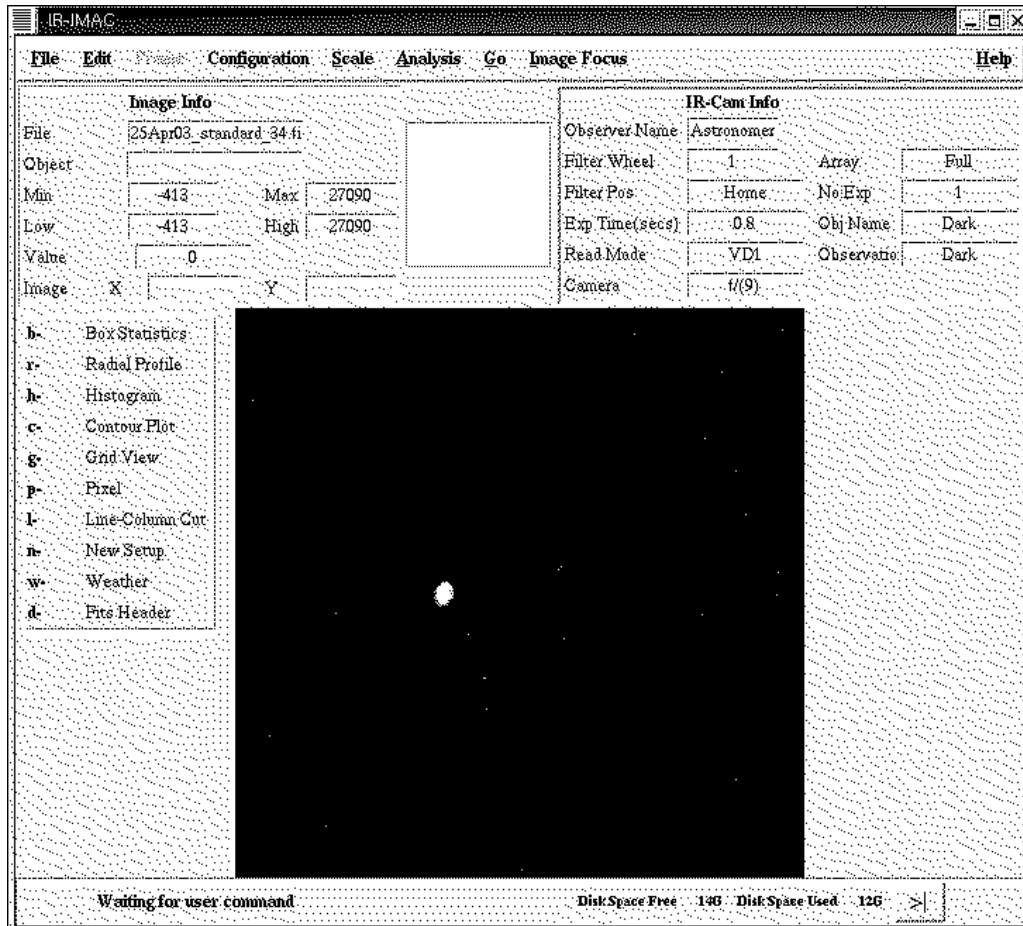 IR-IMAC
File Edit Frame Configuration Scale Analysis Go Image Focus Help
Image Info
File 25Apr03_standard_34.fi
Object
Min -413 Max 27090
Low -413 High 27090
Value 0
Image X Y
IR-Cam Info
Observer Name Astronomer
Filter Wheel 1 Array Full
Filter Pos Home No Exp 1
Exp Time(secs) 0.8 Obj Name Dark
Read Mode VD1 Observatio Dark
Camera f/(9)
b- Box Statistics
r- Radial Profile
h- Histogram
c- Contour Plot
g- Grid View
p- Pixel
l- Line-Column Cut
n- New Setup
w- Weather
d- Fits Header
Waiting for user command Disk Space Free 14G Disk Space Used 12G >|